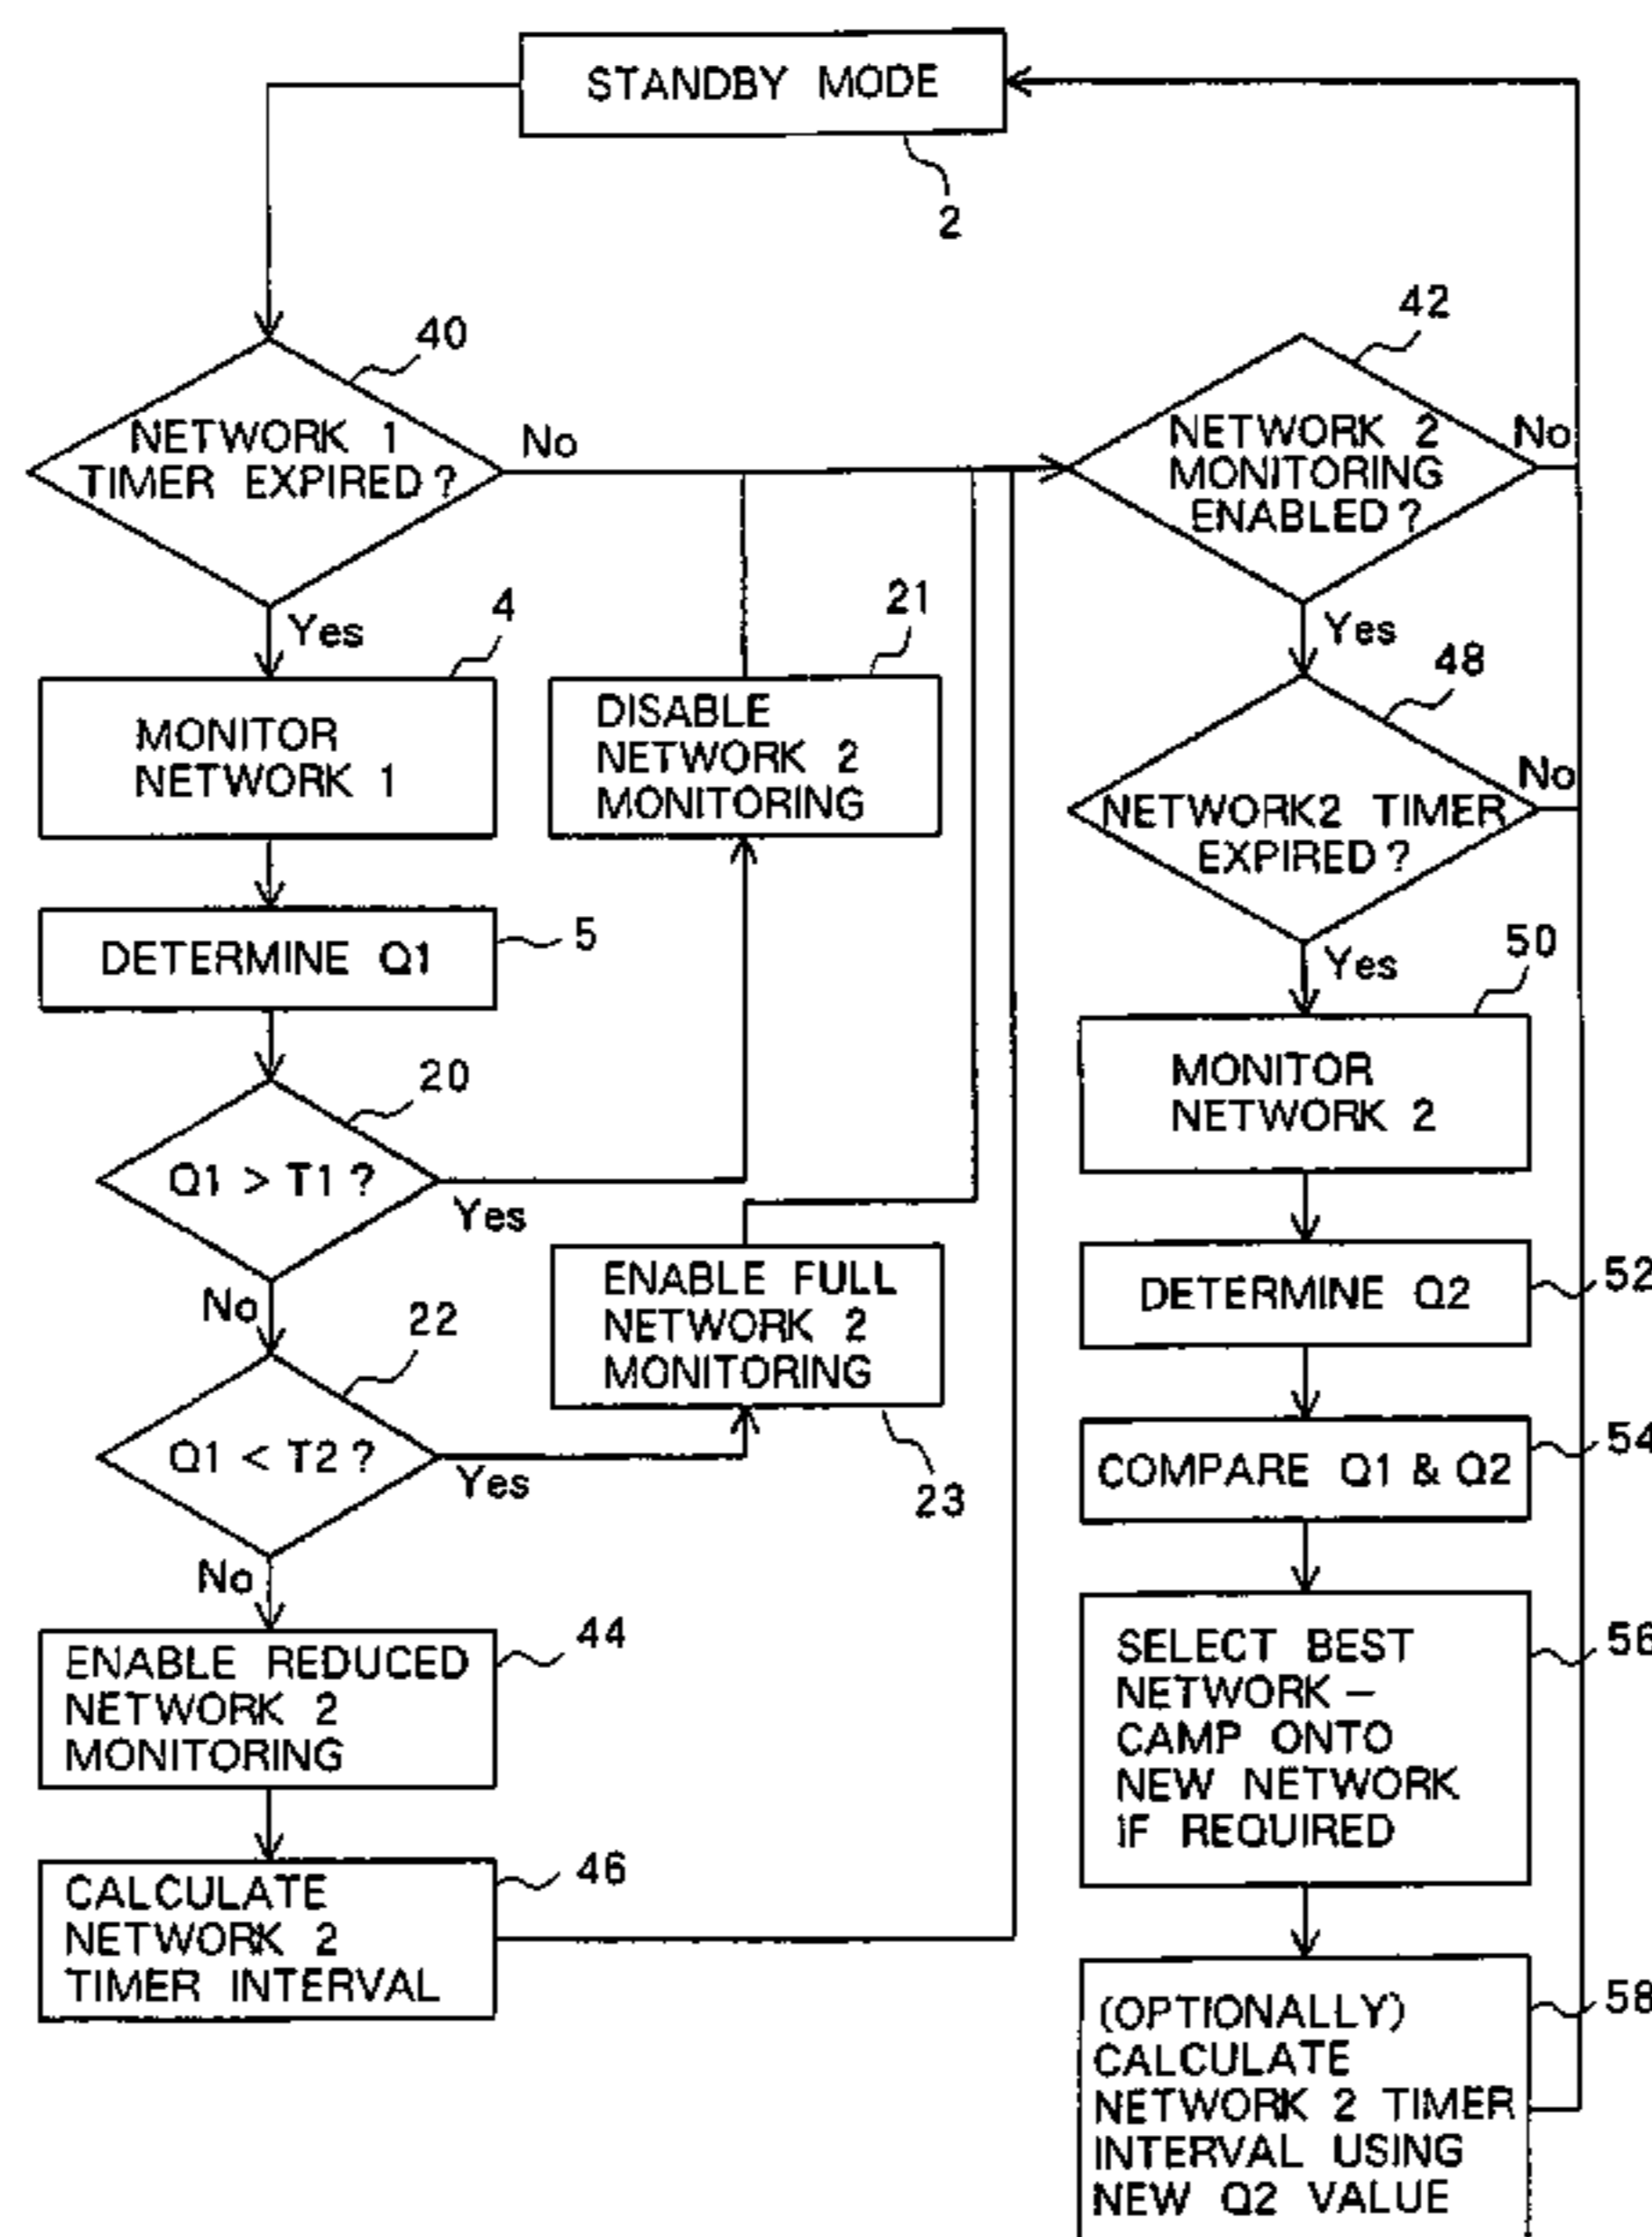 STANDBY MODE
2
40
NETWORK 1
TIMER EXPIRED?
No
Yes
4
MONITOR
NETWORK 1
DETERMINE Q1
5
20
Q1 > T1?
Yes
No
22
Q1 < T2?
Yes
No
ENABLE REDUCED
NETWORK 2
MONITORING
44
CALCULATE
NETWORK 2
TIMER INTERVAL
46
21
DISABLE
NETWORK 2
MONITORING
ENABLE FULL
NETWORK 2
MONITORING
23
42
NETWORK 2
MONITORING
ENABLED?
No
Yes
48
NETWORK2 TIMER
EXPIRED?
No
Yes
50
MONITOR
NETWORK 2
DETERMINE Q2
52
COMPARE Q1 & Q2
54
SELECT BEST
NETWORK –
CAMP ONTO
NEW NETWORK
IF REQUIRED
56
(OPTIONALLY)
CALCULATE
NETWORK 2 TIMER
INTERVAL USING
NEW Q2 VALUE
58